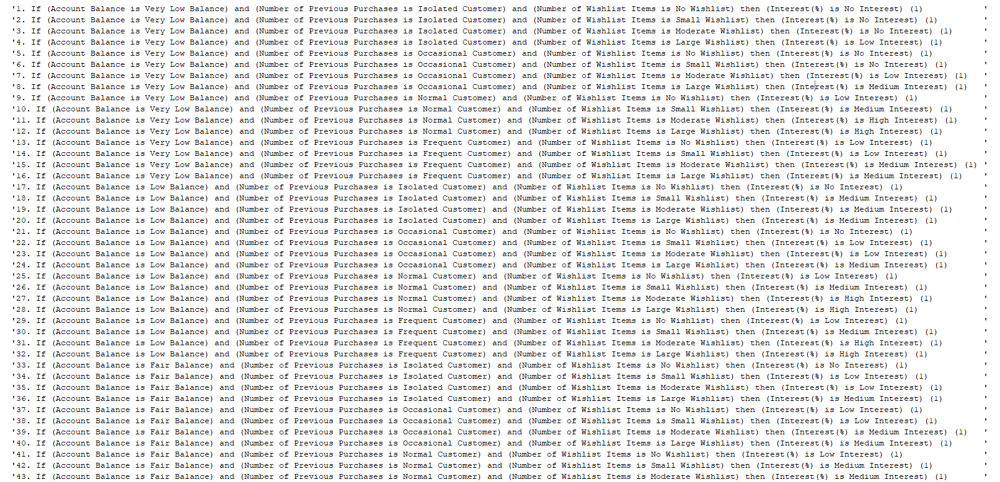 '1. If (Account Balance is Very Low Balance) and (Number of Previous Purchases is Isolated Customer) and (Number of Wishlist Items is No Wishlist) then (Interest(%) is No Interest) (1) '
'2. If (Account Balance is Very Low Balance) and (Number of Previous Purchases is Isolated Customer) and (Number of Wishlist Items is Small Wishlist) then (Interest(%) is No Interest) (1) '
'3. If (Account Balance is Very Low Balance) and (Number of Previous Purchases is Isolated Customer) and (Number of Wishlist Items is Moderate Wishlist) then (Interest(%) is No Interest) (1) '
'4. If (Account Balance is Very Low Balance) and (Number of Previous Purchases is Isolated Customer) and (Number of Wishlist Items is Large Wishlist) then (Interest(%) is Low Interest) (1) '
'5. If (Account Balance is Very Low Balance) and (Number of Previous Purchases is Occasional Customer) and (Number of Wishlist Items is No Wishlist) then (Interest(%) is No Interest) (1) '
'6. If (Account Balance is Very Low Balance) and (Number of Previous Purchases is Occasional Customer) and (Number of Wishlist Items is Small Wishlist) then (Interest(%) is No Interest) (1) '
'7. If (Account Balance is Very Low Balance) and (Number of Previous Purchases is Occasional Customer) and (Number of Wishlist Items is Moderate Wishlist) then (Interest(%) is Low Interest) (1) '
'8. If (Account Balance is Very Low Balance) and (Number of Previous Purchases is Occasional Customer) and (Number of Wishlist Items is Large Wishlist) then (Interest(%) is Medium Interest) (1) '
'9. If (Account Balance is Very Low Balance) and (Number of Previous Purchases is Normal Customer) and (Number of Wishlist Items is No Wishlist) then (Interest(%) is Low Interest) (1) '
'10. If (Account Balance is Very Low Balance) and (Number of Previous Purchases is Normal Customer) and (Number of Wishlist Items is Small Wishlist) then (Interest(%) is Medium Interest) (1) '
'11. If (Account Balance is Very Low Balance) and (Number of Previous Purchases is Normal Customer) and (Number of Wishlist Items is Moderate Wishlist) then (Interest(%) is High Interest) (1) '
'12. If (Account Balance is Very Low Balance) and (Number of Previous Purchases is Normal Customer) and (Number of Wishlist Items is Large Wishlist) then (Interest(%) is High Interest) (1) '
'13. If (Account Balance is Very Low Balance) and (Number of Previous Purchases is Frequent Customer) and (Number of Wishlist Items is No Wishlist) then (Interest(%) is Low Interest) (1) '
'14. If (Account Balance is Very Low Balance) and (Number of Previous Purchases is Frequent Customer) and (Number of Wishlist Items is Small Wishlist) then (Interest(%) is Low Interest) (1) '
'15. If (Account Balance is Very Low Balance) and (Number of Previous Purchases is Frequent Customer) and (Number of Wishlist Items is Moderate Wishlist) then (Interest(%) is Medium Interest) (1) '
'16. If (Account Balance is Very Low Balance) and (Number of Previous Purchases is Frequent Customer) and (Number of Wishlist Items is Large Wishlist) then (Interest(%) is Medium Interest) (1) '
'17. If (Account Balance is Low Balance) and (Number of Previous Purchases is Isolated Customer) and (Number of Wishlist Items is No Wishlist) then (Interest(%) is No Interest) (1) '
'18. If (Account Balance is Low Balance) and (Number of Previous Purchases is Isolated Customer) and (Number of Wishlist Items is Small Wishlist) then (Interest(%) is Medium Interest) (1) '
'19. If (Account Balance is Low Balance) and (Number of Previous Purchases is Isolated Customer) and (Number of Wishlist Items is Moderate Wishlist) then (Interest(%) is Medium Interest) (1) '
'20. If (Account Balance is Low Balance) and (Number of Previous Purchases is Isolated Customer) and (Number of Wishlist Items is Large Wishlist) then (Interest(%) is Medium Interest) (1) '
'21. If (Account Balance is Low Balance) and (Number of Previous Purchases is Occasional Customer) and (Number of Wishlist Items is No Wishlist) then (Interest(%) is No Interest) (1) '
'22. If (Account Balance is Low Balance) and (Number of Previous Purchases is Occasional Customer) and (Number of Wishlist Items is Small Wishlist) then (Interest(%) is Low Interest) (1) '
'23. If (Account Balance is Low Balance) and (Number of Previous Purchases is Occasional Customer) and (Number of Wishlist Items is Moderate Wishlist) then (Interest(%) is Low Interest) (1) '
'24. If (Account Balance is Low Balance) and (Number of Previous Purchases is Occasional Customer) and (Number of Wishlist Items is Large Wishlist) then (Interest(%) is Medium Interest) (1) '
'25. If (Account Balance is Low Balance) and (Number of Previous Purchases is Normal Customer) and (Number of Wishlist Items is No Wishlist) then (Interest(%) is Low Interest) (1) '
'26. If (Account Balance is Low Balance) and (Number of Previous Purchases is Normal Customer) and (Number of Wishlist Items is Small Wishlist) then (Interest(%) is Medium Interest) (1) '
'27. If (Account Balance is Low Balance) and (Number of Previous Purchases is Normal Customer) and (Number of Wishlist Items is Moderate Wishlist) then (Interest(%) is High Interest) (1) '
'28. If (Account Balance is Low Balance) and (Number of Previous Purchases is Normal Customer) and (Number of Wishlist Items is Large Wishlist) then (Interest(%) is High Interest) (1) '
'29. If (Account Balance is Low Balance) and (Number of Previous Purchases is Frequent Customer) and (Number of Wishlist Items is No Wishlist) then (Interest(%) is Low Interest) (1) '
'30. If (Account Balance is Low Balance) and (Number of Previous Purchases is Frequent Customer) and (Number of Wishlist Items is Small Wishlist) then (Interest(%) is Medium Interest) (1) '
'31. If (Account Balance is Low Balance) and (Number of Previous Purchases is Frequent Customer) and (Number of Wishlist Items is Moderate Wishlist) then (Interest(%) is High Interest) (1) '
'32. If (Account Balance is Low Balance) and (Number of Previous Purchases is Frequent Customer) and (Number of Wishlist Items is Large Wishlist) then (Interest(%) is High Interest) (1) '
'33. If (Account Balance is Fair Balance) and (Number of Previous Purchases is Isolated Customer) and (Number of Wishlist Items is No Wishlist) then (Interest(%) is No Interest) (1) '
'34. If (Account Balance is Fair Balance) and (Number of Previous Purchases is Isolated Customer) and (Number of Wishlist Items is Small Wishlist) then (Interest(%) is Low Interest) (1) '
'35. If (Account Balance is Fair Balance) and (Number of Previous Purchases is Isolated Customer) and (Number of Wishlist Items is Moderate Wishlist) then (Interest(%) is Low Interest) (1) '
'36. If (Account Balance is Fair Balance) and (Number of Previous Purchases is Isolated Customer) and (Number of Wishlist Items is Large Wishlist) then (Interest(%) is Medium Interest) (1) '
'37. If (Account Balance is Fair Balance) and (Number of Previous Purchases is Occasional Customer) and (Number of Wishlist Items is No Wishlist) then (Interest(%) is Low Interest) (1) '
'38. If (Account Balance is Fair Balance) and (Number of Previous Purchases is Occasional Customer) and (Number of Wishlist Items is Small Wishlist) then (Interest(%) is Low Interest) (1) '
'39. If (Account Balance is Fair Balance) and (Number of Previous Purchases is Occasional Customer) and (Number of Wishlist Items is Moderate Wishlist) then (Interest(%) is Medium Interest) (1) '
'40. If (Account Balance is Fair Balance) and (Number of Previous Purchases is Occasional Customer) and (Number of Wishlist Items is Large Wishlist) then (Interest(%) is Medium Interest) (1) '
'41. If (Account Balance is Fair Balance) and (Number of Previous Purchases is Normal Customer) and (Number of Wishlist Items is No Wishlist) then (Interest(%) is Low Interest) (1) '
'42. If (Account Balance is Fair Balance) and (Number of Previous Purchases is Normal Customer) and (Number of Wishlist Items is Small Wishlist) then (Interest(%) is Medium Interest) (1) '
'43. If (Account Balance is Fair Balance) and (Number of Previous Purchases is Normal Customer) and (Number of Wishlist Items is Moderate Wishlist) then (Interest(%) is Medium Interest) (1) '